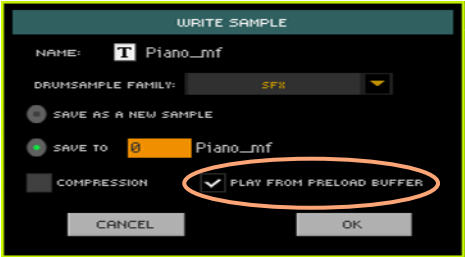 WRITE SAMPLE
NAME: T Piano_mf
DRUMSAMPLE FAMILY: SFX
SAVE AS A NEW SAMPLE
SAVE TO 0 Piano_mf
COMPRESSION PLAY FROM PRELOAD BUFFER
CANCEL OK